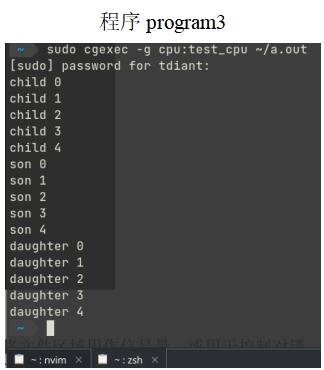 程序 program3
~ sudo cgexec -g cpu:test_cpu ~/a.out
[sudo] password for tdiant:
child 0
child 1
child 2
child 3
child 4
son 0
son 1
son 2
son 3
son 4
daughter 0
daughter 1
daughter 2
daughter 3
daughter 4
~
~ : nvim × ~ : zsh ×